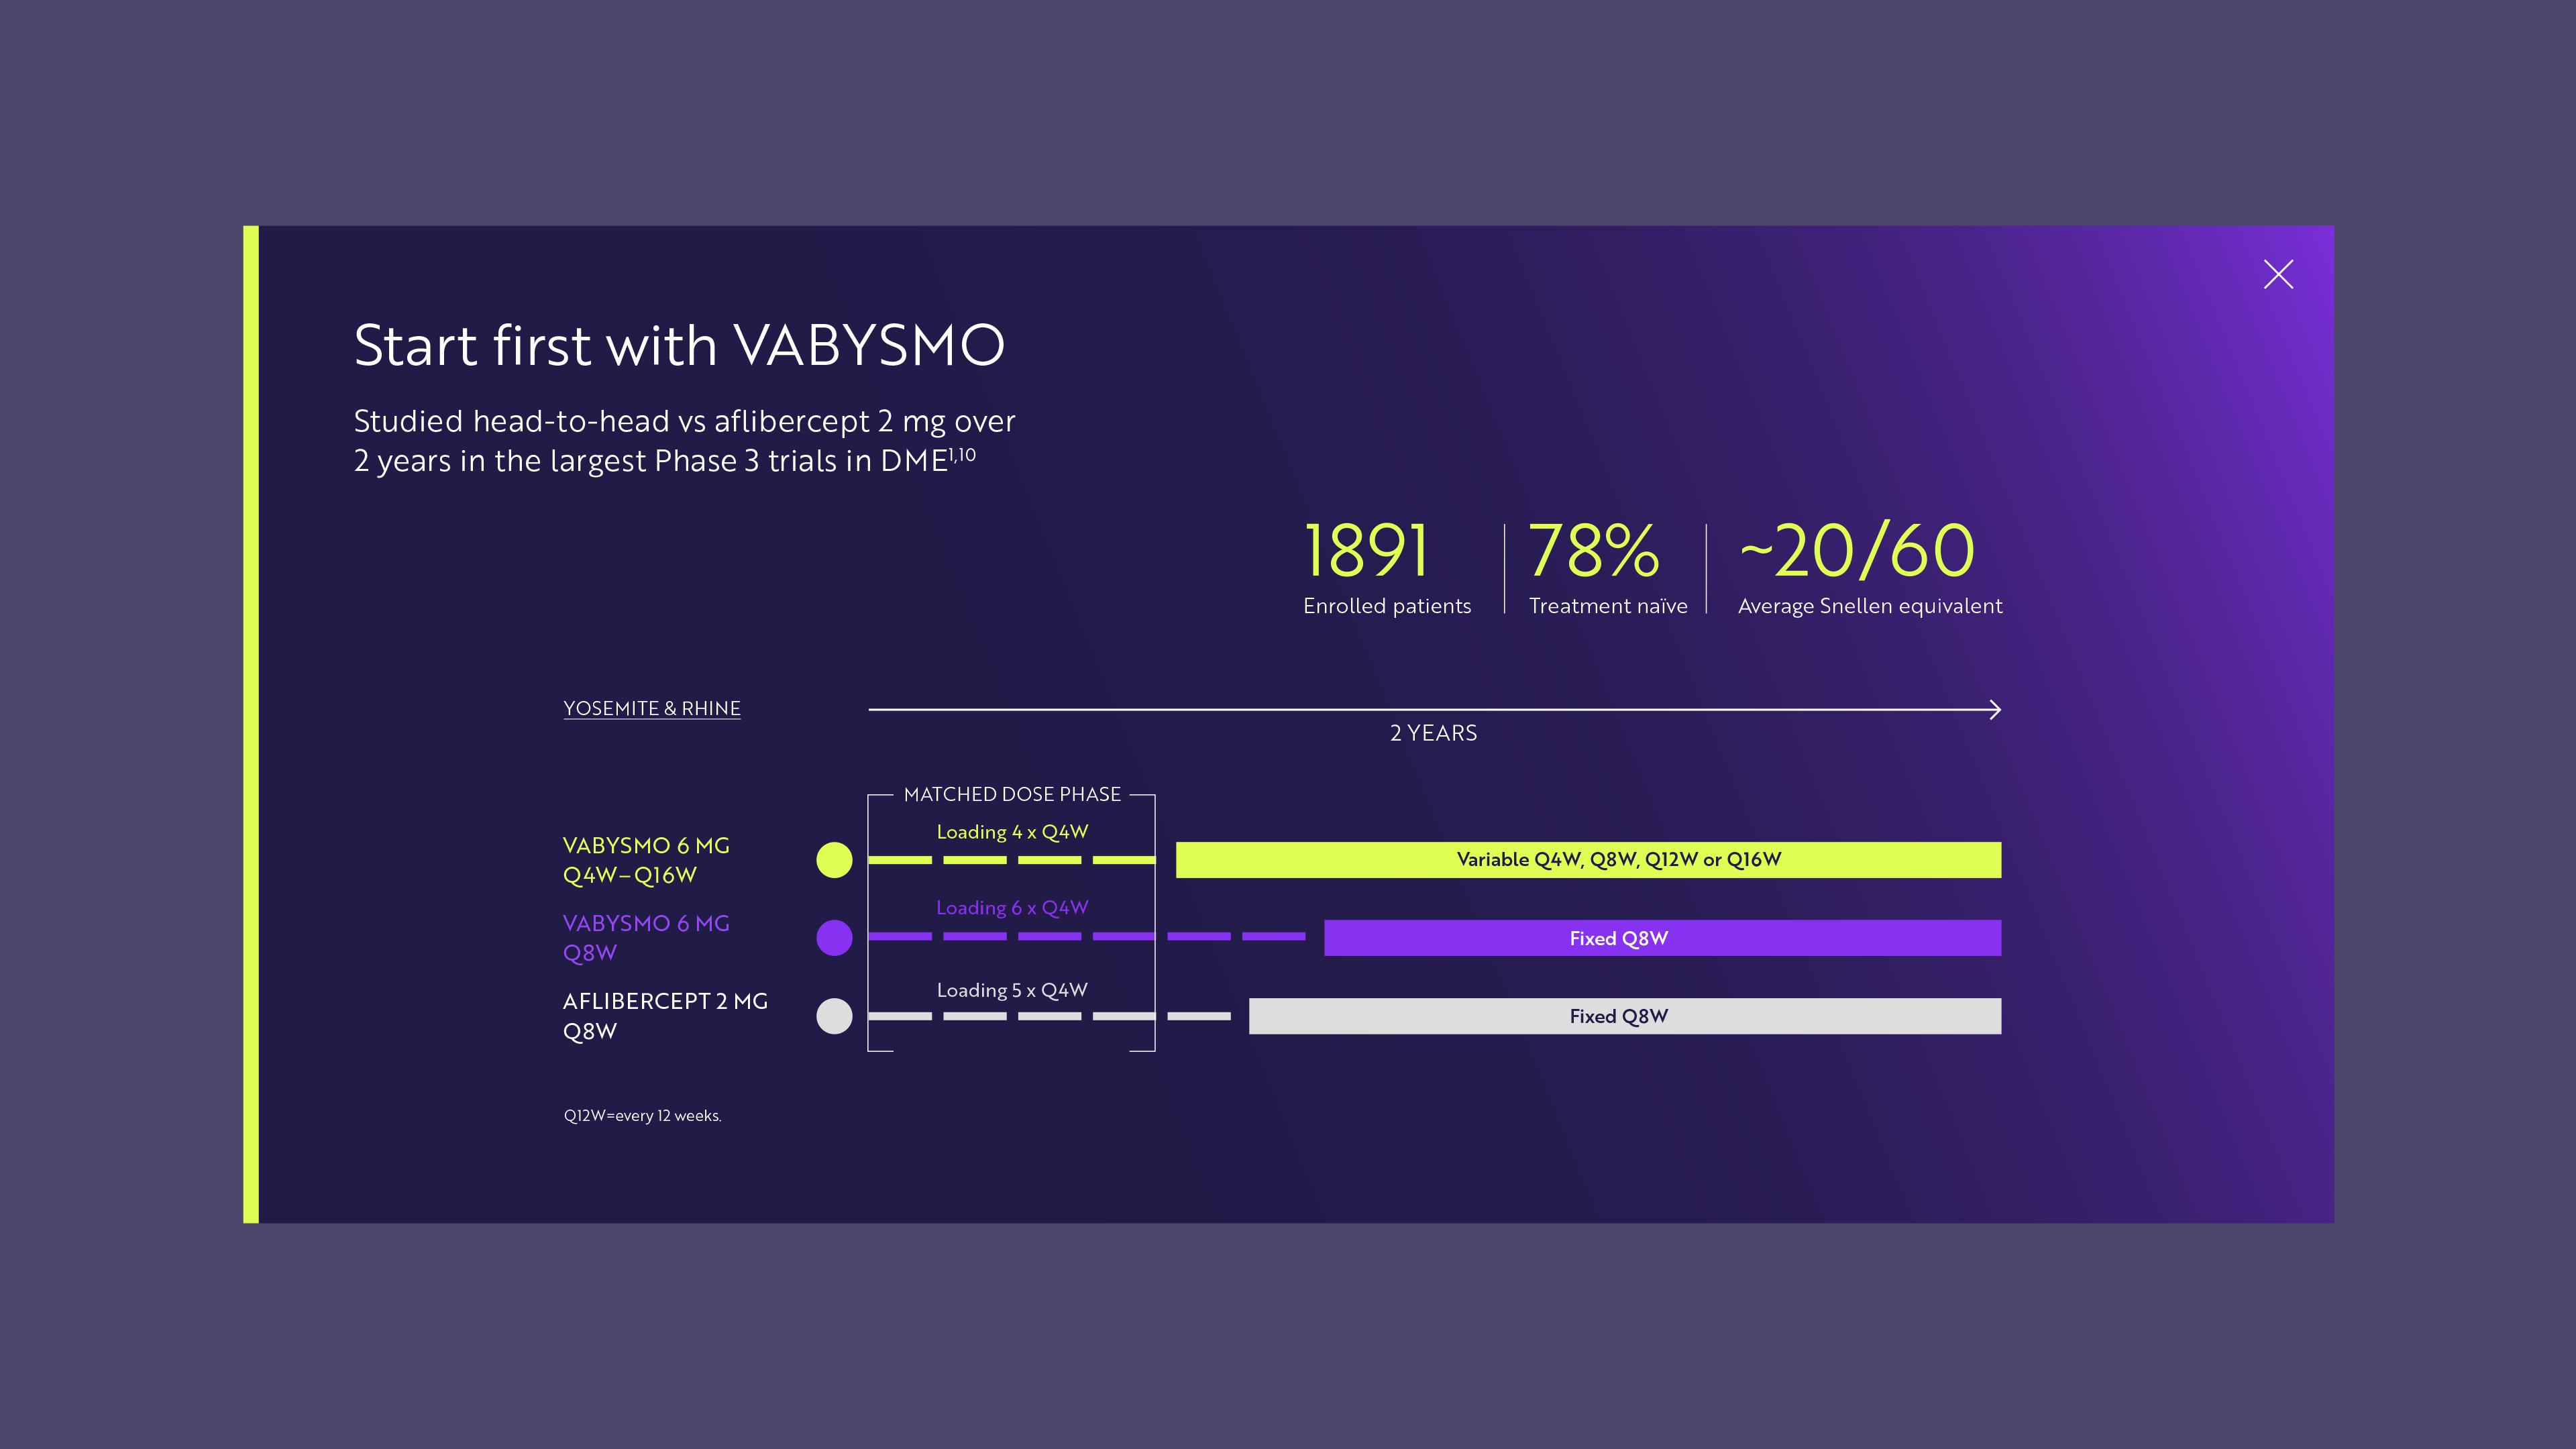 Start first with VABYSMO
Studied head-to-head vs aflibercept 2 mg over
2 years in the largest Phase 3 trials in DME¹,¹⁰
1891
Enrolled patients
78%
Treatment naïve
~20/60
Average Snellen equivalent
YOSEMITE & RHINE
2 YEARS
MATCHED DOSE PHASE
VABYSMO 6 MG
Q4W–Q16W
Loading 4 x Q4W
Variable Q4W, Q8W, Q12W or Q16W
VABYSMO 6 MG
Q8W
Loading 6 x Q4W
Fixed Q8W
AFLIBERCEPT 2 MG
Q8W
Loading 5 x Q4W
Fixed Q8W
Q12W=every 12 weeks.